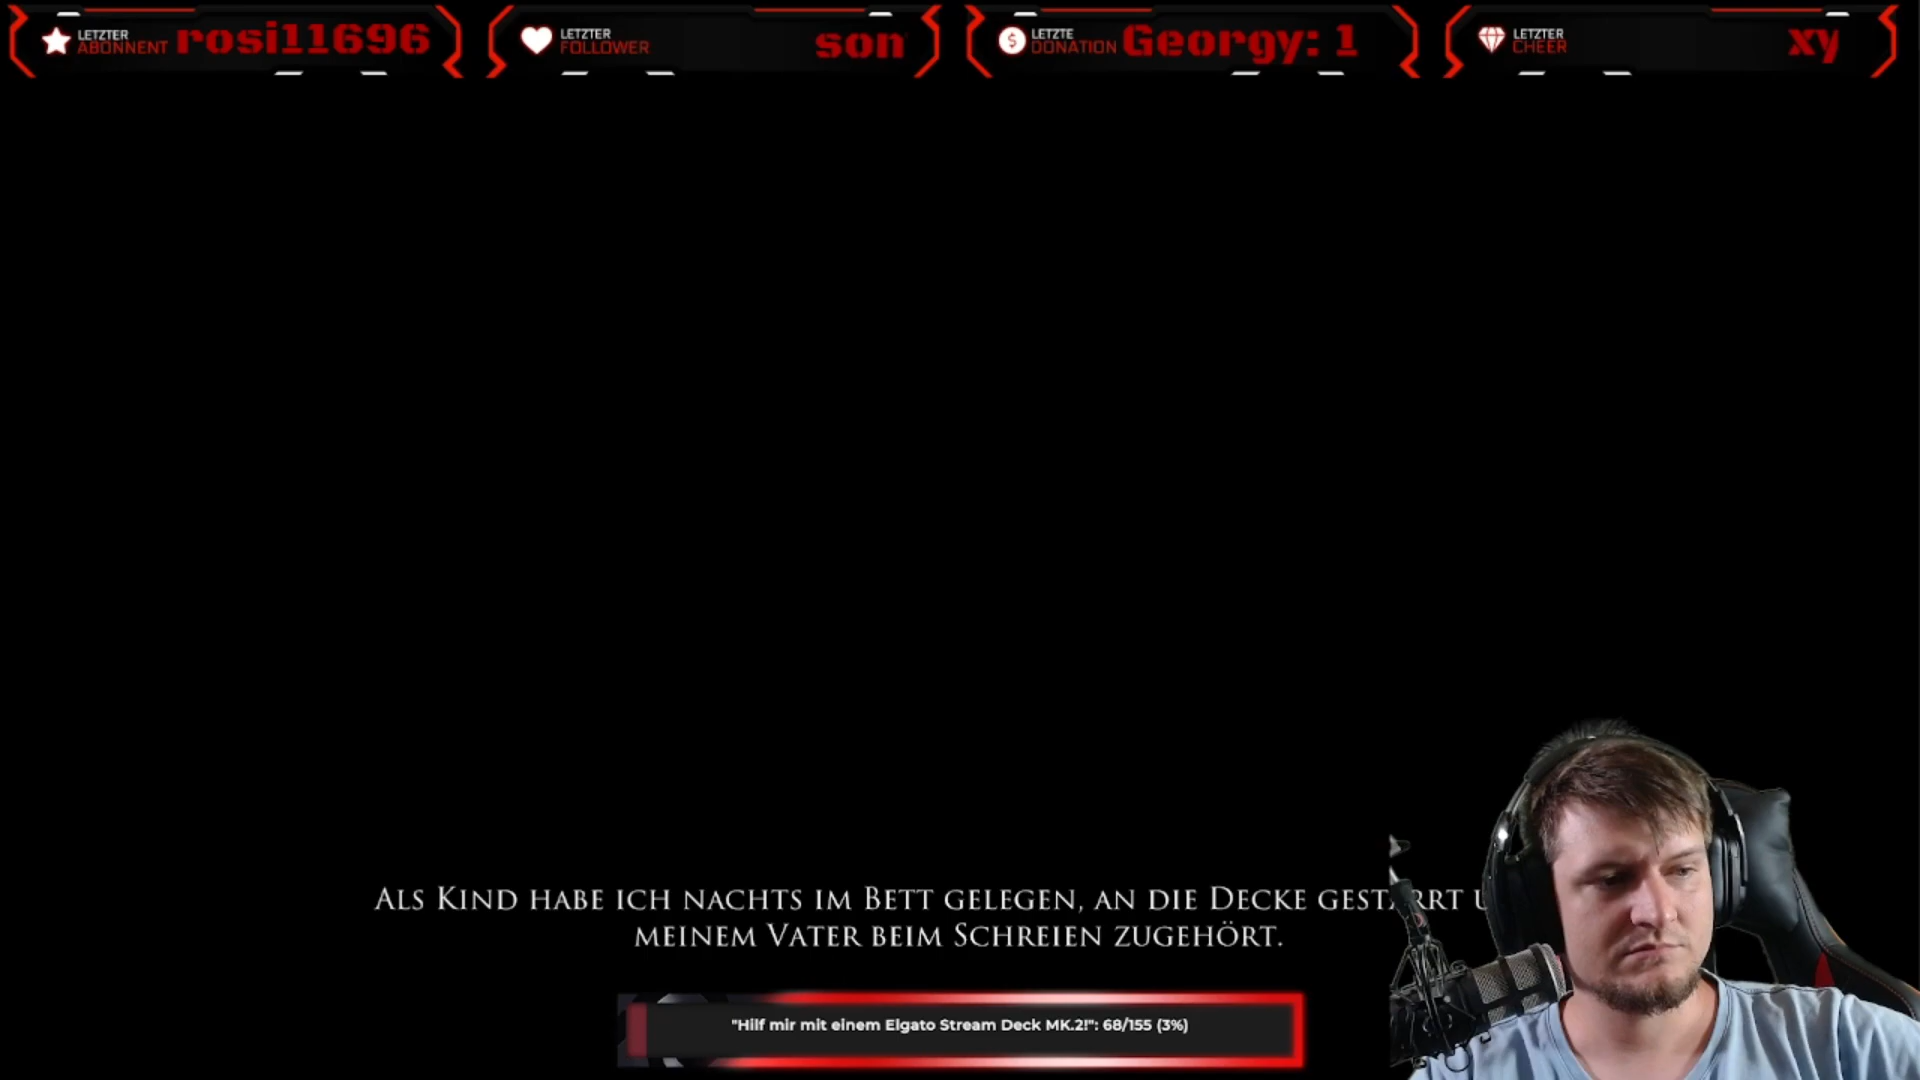 LETZTER
ABONNENT
rosi11696
LETZTER
FOLLOWER
son
LETZTE
DONATION
Georgy: 1
LETZTER
CHEER
xy
ALS KIND HABE ICH NACHTS IM BETT GELEGEN, AN DIE DECKE GESTARRT
MEINEM VATER BEIM SCHREIEN ZUGEHÖRT.
"Hilf mir mit einem Elgato Stream Deck MK.2!": 68/155 (3%)